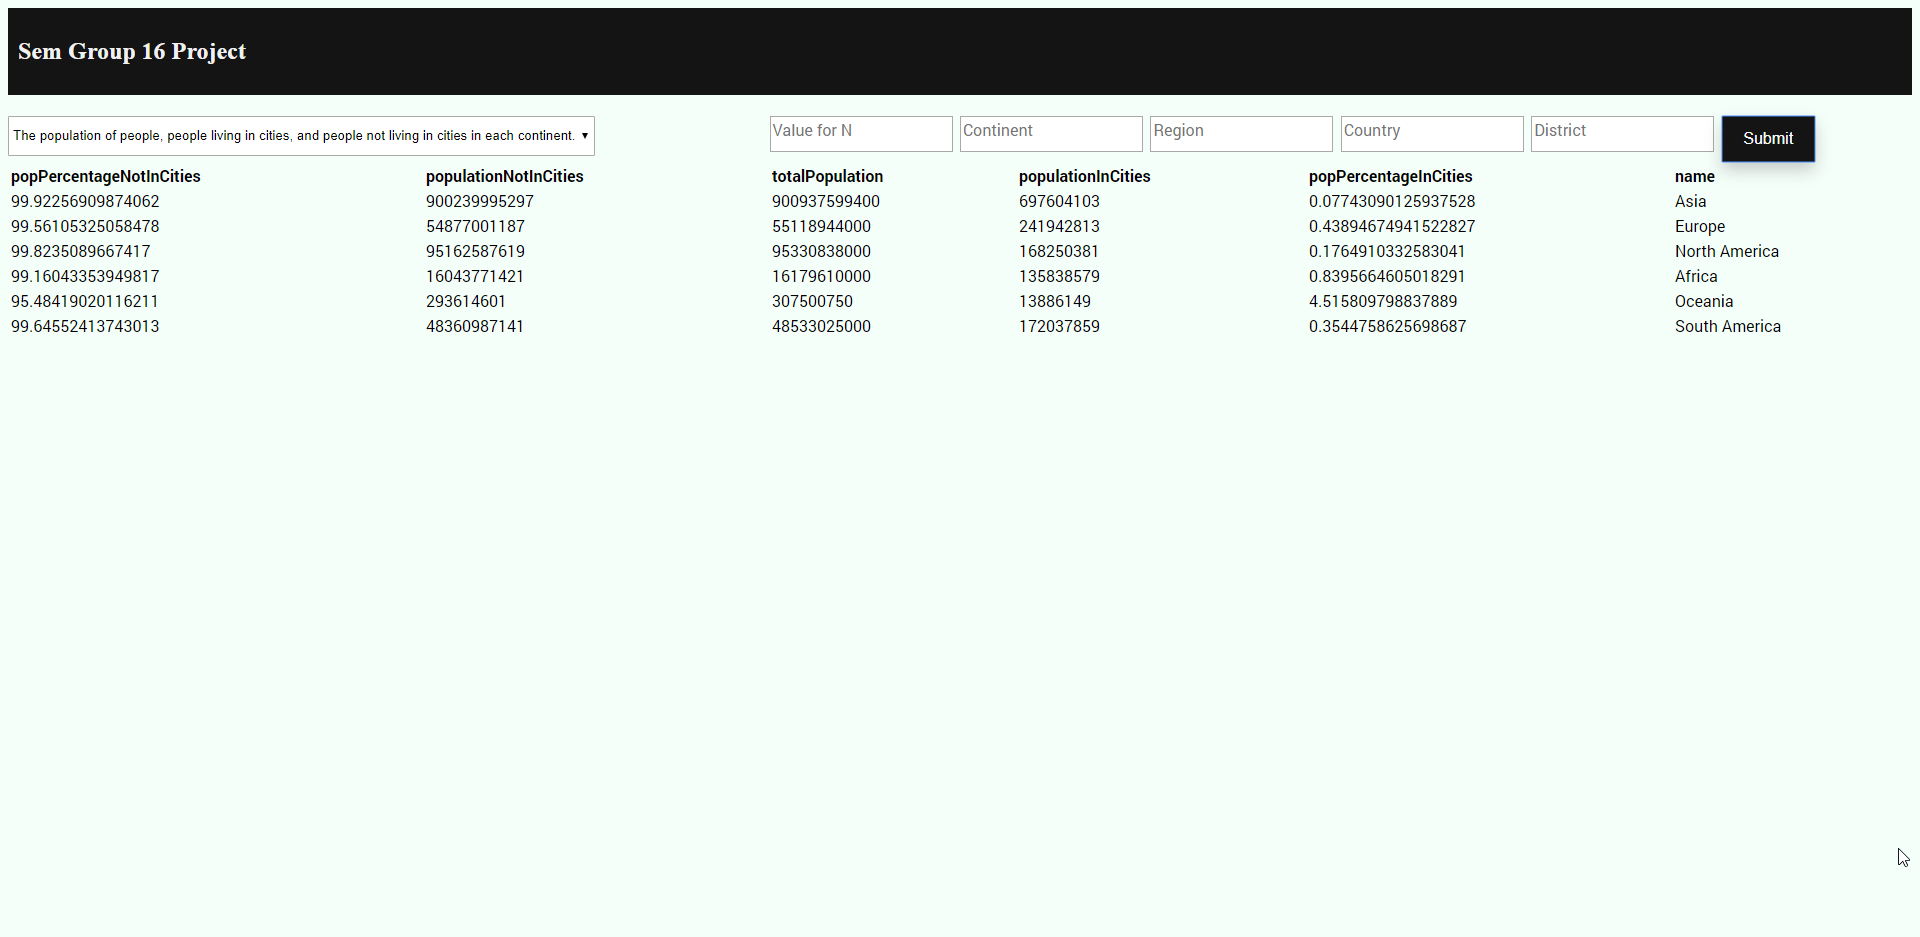 Sem Group 16 Project
The population of people, people living in cities, and people not living in cities in each continent. Value for N Continent Region Country District Submit
popPercentageNotInCities populationNotInCities totalPopulation populationInCities popPercentageInCities name
99.92256909874062 900239995297 900937599400 697604103 0.07743090125937528 Asia
99.56105325058478 54877001187 55118944000 241942813 0.43894674941522827 Europe
99.8235089667417 95162587619 95330838000 168250381 0.1764910332583041 North America
99.16043353949817 16043771421 16179610000 135838579 0.8395664605018291 Africa
95.48419020116211 293614601 307500750 13886149 4.515809798837889 Oceania
99.64552413743013 48360987141 48533025000 172037859 0.3544758625698687 South America